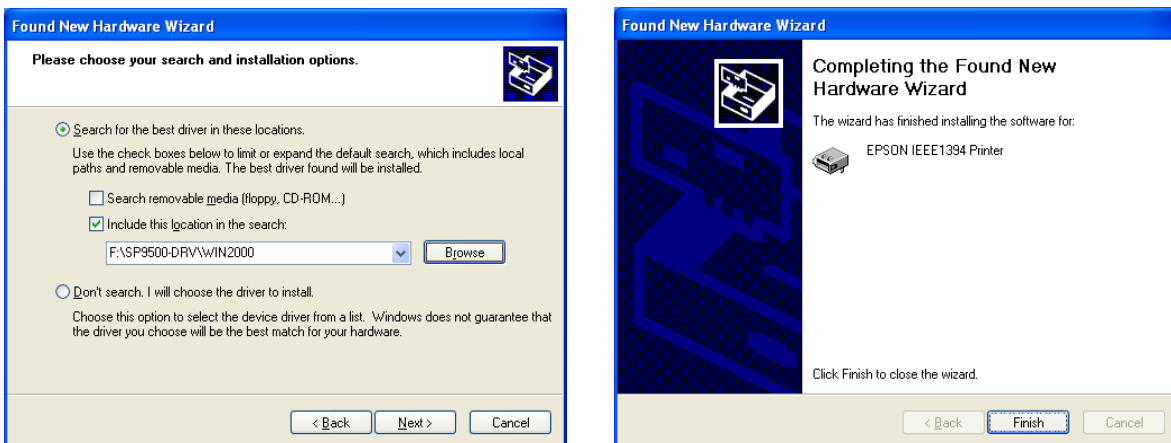 Found New Hardware Wizard
Please choose your search and installation options.
Search for the best driver in these locations.
Use the check boxes below to limit or expand the default search, which includes local
paths and removable media. The best driver found will be installed.
Search removable media (floppy, CD-ROM...)
Include this location in the search:
F:\SP9500-DRV\WIN2000
Browse
Don't search. I will choose the driver to install.
Choose this option to select the device driver from a list. Windows does not guarantee that
the driver you choose will be the best match for your hardware.
< Back
Next >
Cancel
Found New Hardware Wizard
Completing the Found New
Hardware Wizard
The wizard has finished installing the software for:
EPSON IEEE1394 Printer
Click Finish to close the wizard.
< Back
Finish
Cancel